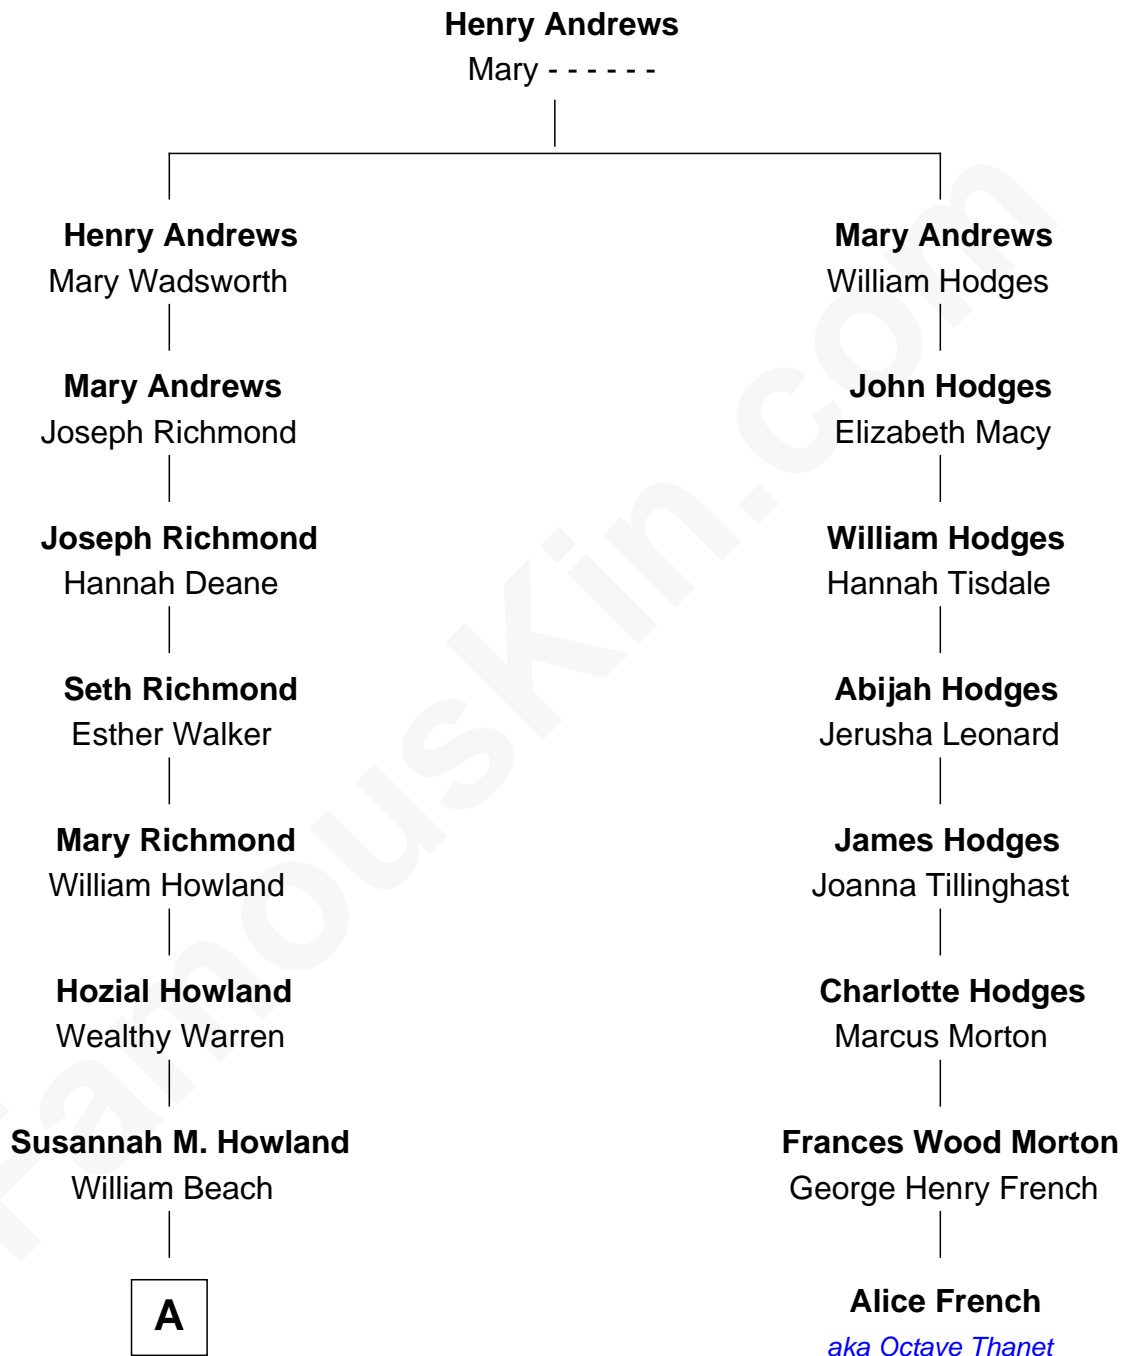 Henry Andrews
Mary - - - - - -
Henry Andrews
Mary Wadsworth
Mary Andrews
William Hodges
Mary Andrews
Joseph Richmond
John Hodges
Elizabeth Macy
Joseph Richmond
Hannah Deane
William Hodges
Hannah Tisdale
Seth Richmond
Esther Walker
Abijah Hodges
Jerusha Leonard
Mary Richmond
William Howland
James Hodges
Joanna Tillinghast
Hozial Howland
Wealthy Warren
Charlotte Hodges
Marcus Morton
Susannah M. Howland
William Beach
Frances Wood Morton
George Henry French
A
Alice French
aka Octave Thanet
FamousKin.com